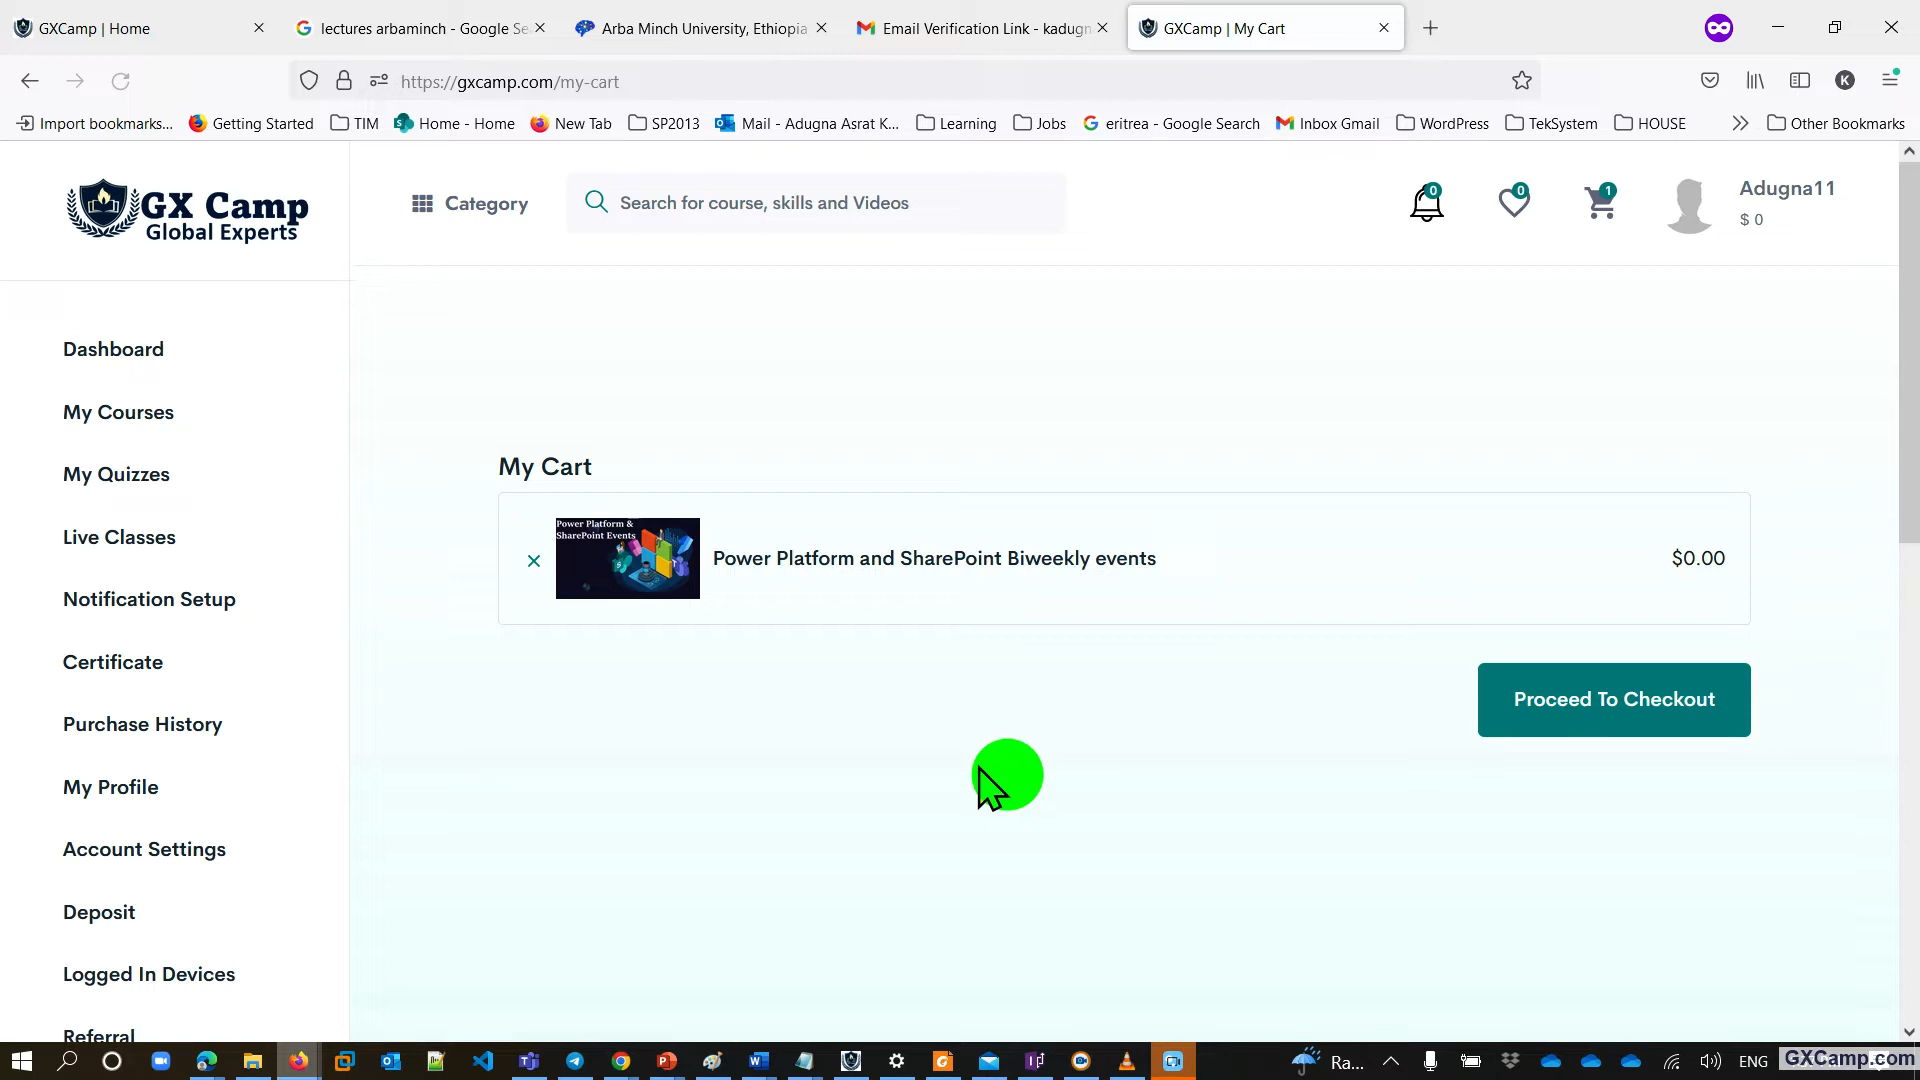 GXCamp | Home
lectures arbaminch - Google Se
Arba Minch University, Ethiopia
Email Verification Link - kadugn
GXCamp | My Cart
https://gxcamp.com/my-cart
K
Import bookmarks...
Getting Started
TIM
Home - Home
New Tab
SP2013
Mail - Adugna Asrat K...
Learning
Jobs
eritrea - Google Search
Inbox Gmail
WordPress
TekSystem
HOUSE
Other Bookmarks
GX Camp
Global Experts
Category
Search for course, skills and Videos
0
0
1
Adugna11
$ 0
Dashboard
My Courses
My Quizzes
Live Classes
Notification Setup
Certificate
Purchase History
My Profile
Account Settings
Deposit
Logged In Devices
Referral
My Cart
Power Platform &
SharePoint Events
Power Platform and SharePoint Biweekly events
$0.00
Proceed To Checkout
Ra...
ENG
GXCamp.com